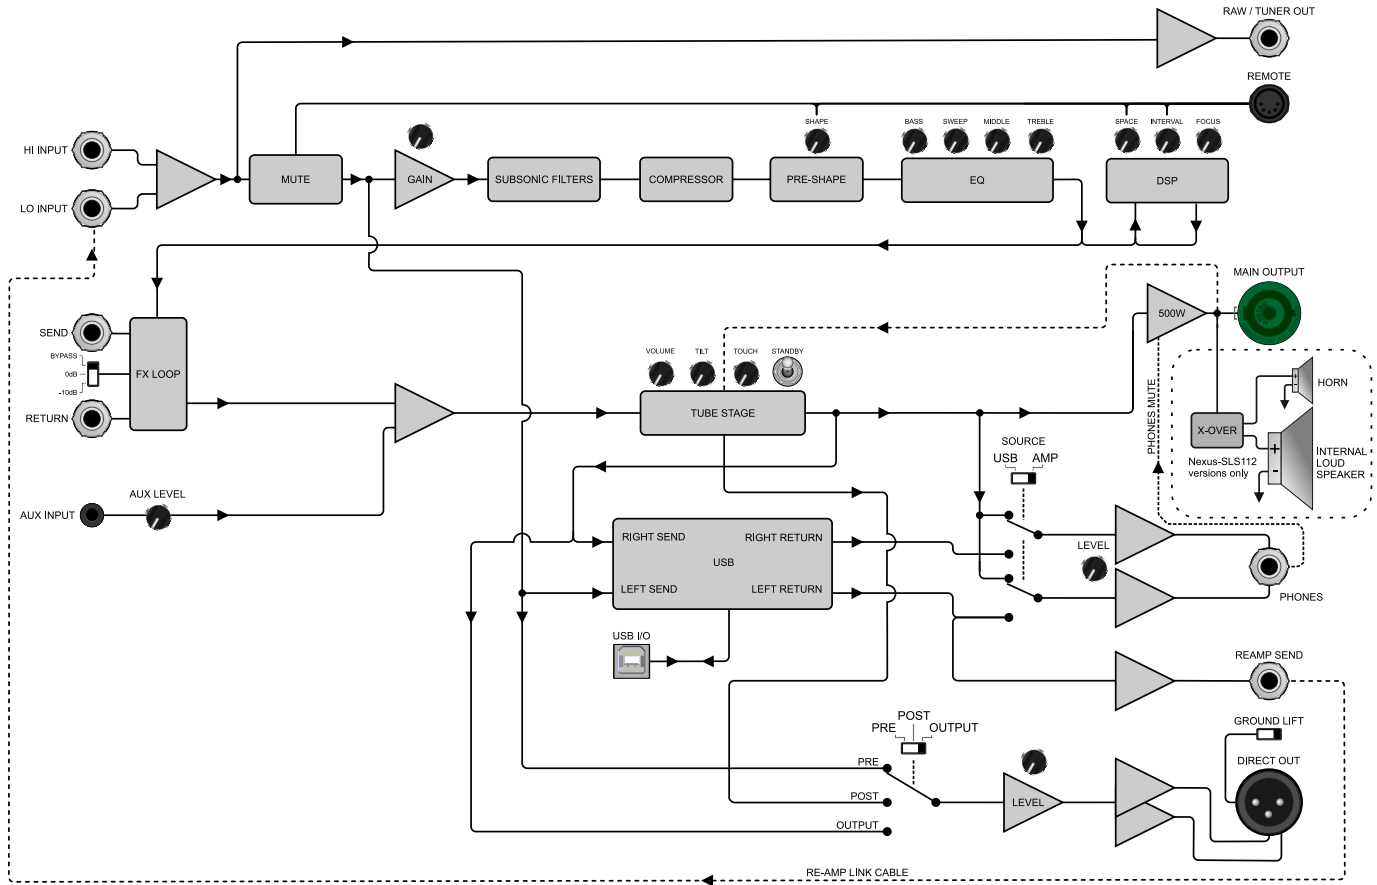 RAW / TUNER OUT
REMOTE
SHAPE
BASS
SWEEP
MIDDLE
TREBLE
SPACE
INTERVAL
FOCUS
HI INPUT
LO INPUT
MUTE
GAIN
SUBSONIC FILTERS
COMPRESSOR
PRE-SHAPE
EQ
DSP
MAIN OUTPUT
500W
SEND
BYPASS
0dB
-10dB
RETURN
FX LOOP
VOLUME
TILT
TOUCH
STANDBY
TUBE STAGE
PHONES MUTE
HORN
X-OVER
+
-
+
-
Nexus-SLS112
versions only
INTERNAL
LOUD
SPEAKER
SOURCE
USB
AMP
AUX LEVEL
AUX INPUT
RIGHT SEND
RIGHT RETURN
USB
LEFT SEND
LEFT RETURN
LEVEL
PHONES
USB I/O
REAMP SEND
GROUND LIFT
DIRECT OUT
POST
PRE
OUTPUT
PRE
POST
OUTPUT
LEVEL
RE-AMP LINK CABLE